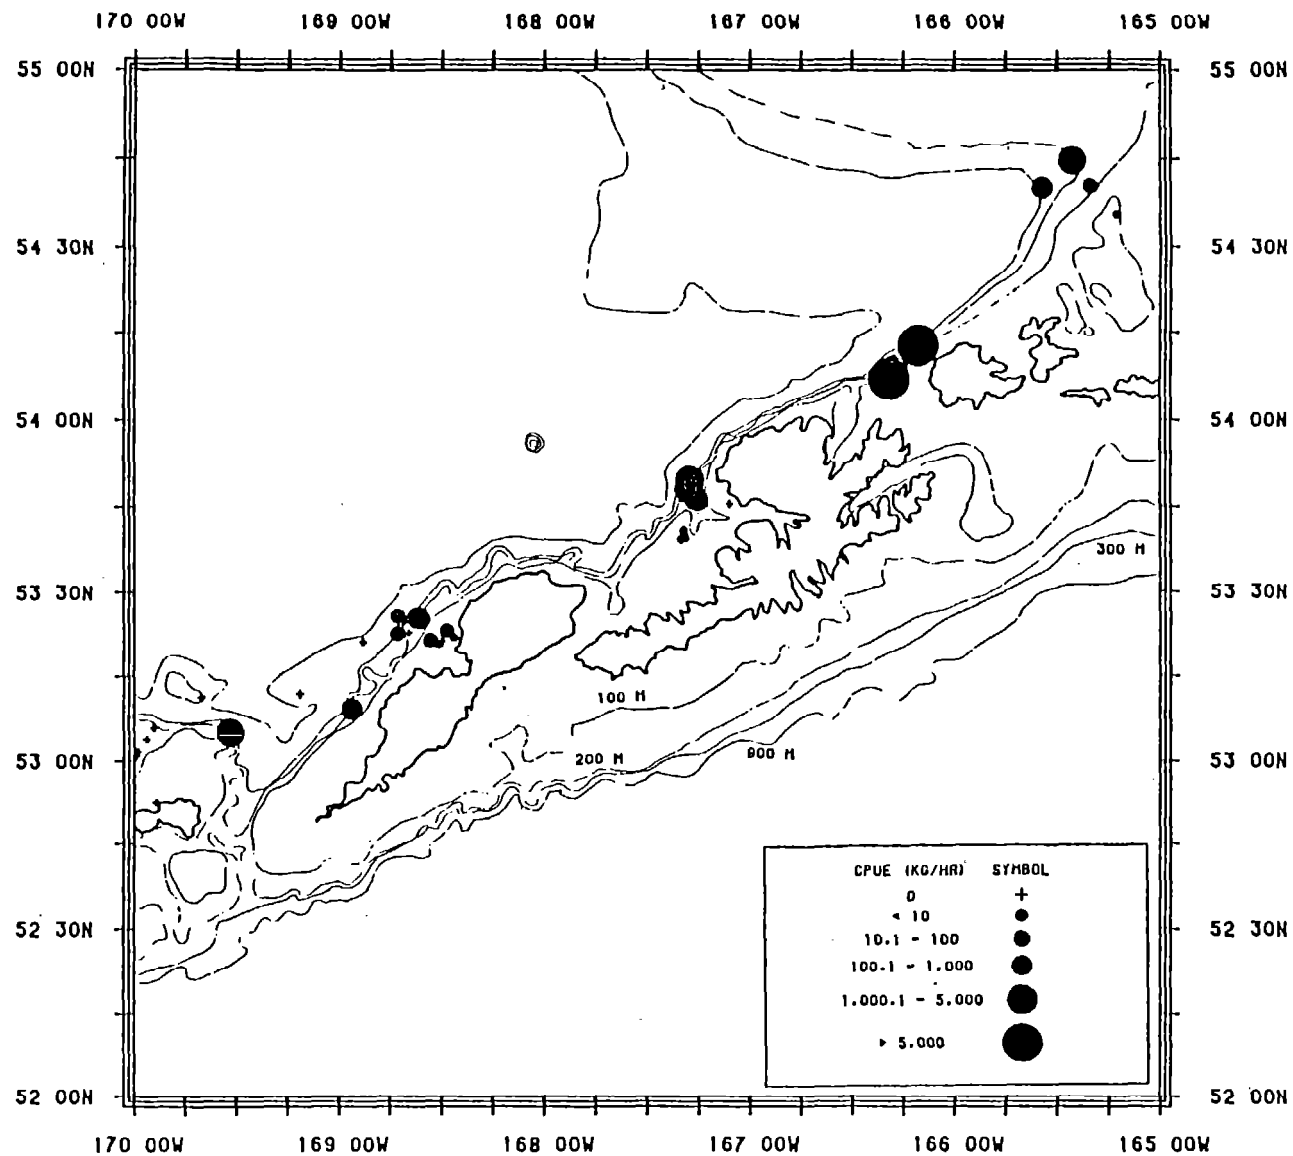 170 00W 169 00W 168 00W 167 00W 166 00W 165 00W
55 00N 55 00N
54 30N 54 30N
54 00N 54 00N
300 M
53 30N 53 30N
100 M
200 M 900 M
53 00N 53 00N
CPUE (KG/HR) SYMBOL
0 +
< 10
52 30N 52 30N
10.1 - 100
100.1 - 1.000
1.000.1 - 5.000
> 5.000
52 00N 52 00N
170 00W 169 00W 168 00W 167 00W 166 00W 165 00W